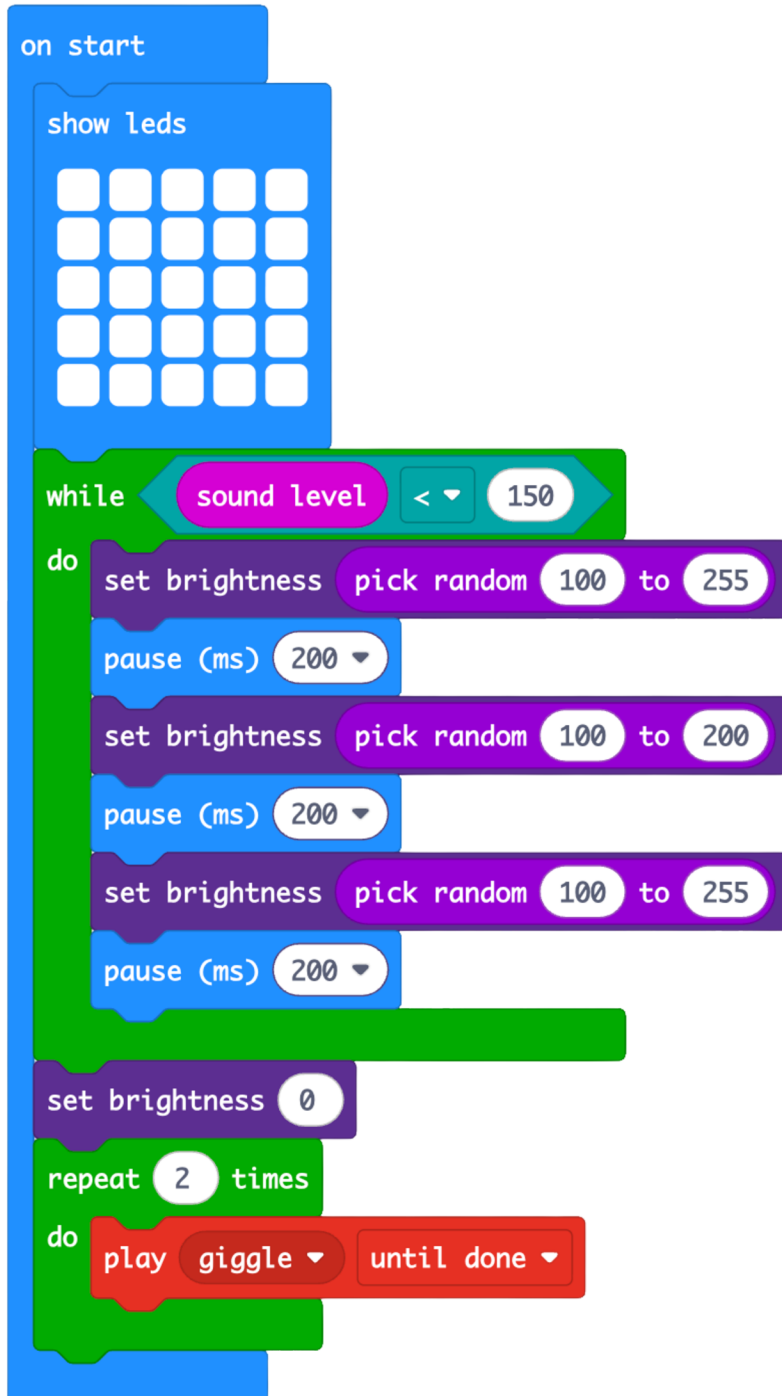 on start
show leds
while sound level < 150
do
set brightness pick random 100 to 255
pause (ms) 200
set brightness pick random 100 to 200
pause (ms) 200
set brightness pick random 100 to 255
pause (ms) 200
set brightness 0
repeat 2 times
do
play giggle until done